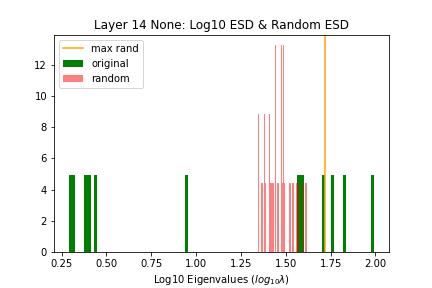 Layer 14 None: Log10 ESD & Random ESD
max rand
original
random
12
10
8
6
4
2
0
0.25 0.50 0.75 1.00 1.25 1.50 1.75 2.00
Log10 Eigenvalues (log₁₀λ)